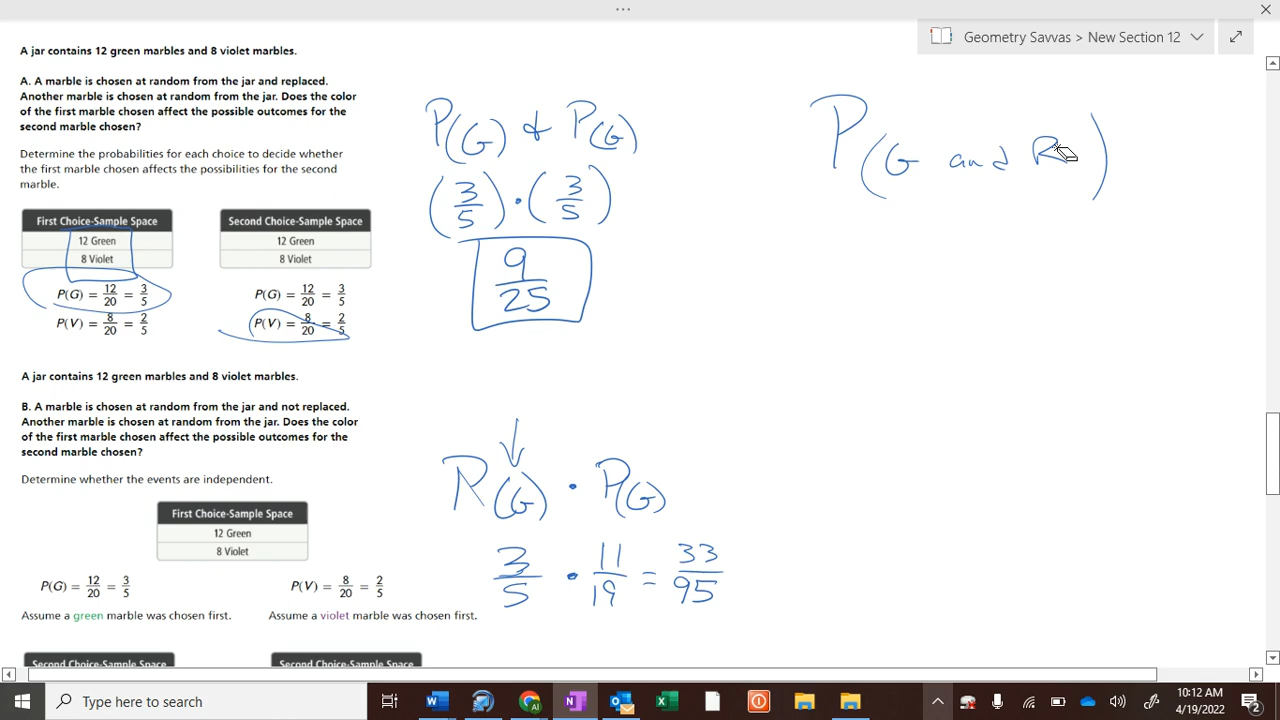 Geometry Savvas > New Section 12
A jar contains 12 green marbles and 8 violet marbles.
A. A marble is chosen at random from the jar and replaced.
Another marble is chosen at random from the jar. Does the color
of the first marble chosen affect the possible outcomes for the
second marble chosen?
Determine the probabilities for each choice to decide whether
the first marble chosen affects the possibilities for the second
marble.
First Choice-Sample Space
12 Green
8 Violet
P(G) = 12/20 = 3/5
P(V) = 8/20 = 2/5
Second Choice-Sample Space
12 Green
8 Violet
P(G) = 12/20 = 3/5
P(V) = 8/20 = 2/5
P(G) & P(G)
(3/5) · (3/5)
9/25
P(G and R)
A jar contains 12 green marbles and 8 violet marbles.
B. A marble is chosen at random from the jar and not replaced.
Another marble is chosen at random from the jar. Does the color
of the first marble chosen affect the possible outcomes for the
second marble chosen?
Determine whether the events are independent.
First Choice-Sample Space
12 Green
8 Violet
P(G) = 12/20 = 3/5
P(V) = 8/20 = 2/5
Assume a green marble was chosen first.
Assume a violet marble was chosen first.
Second Choice-Sample Space
Second Choice-Sample Space
P(G) · P(G)
3/5 · 11/19 = 33/95
Type here to search
10:12 AM
4/19/2022
2